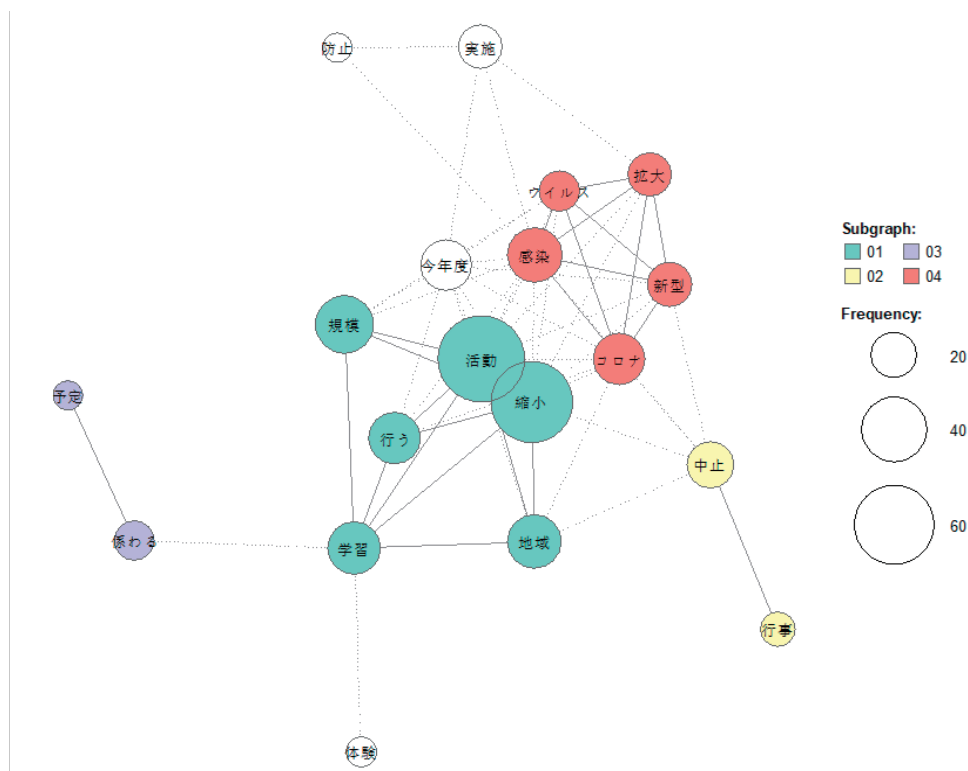 防止
実施
ウイルス
拡大
感染
今年度
新型
規模
活動
コロナ
縮小
予定
行う
中止
係わる
学習
地域
行事
体験
Subgraph:
01
03
02
04
Frequency:
20
40
60